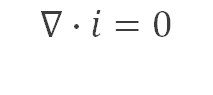 ∇ · i = 0